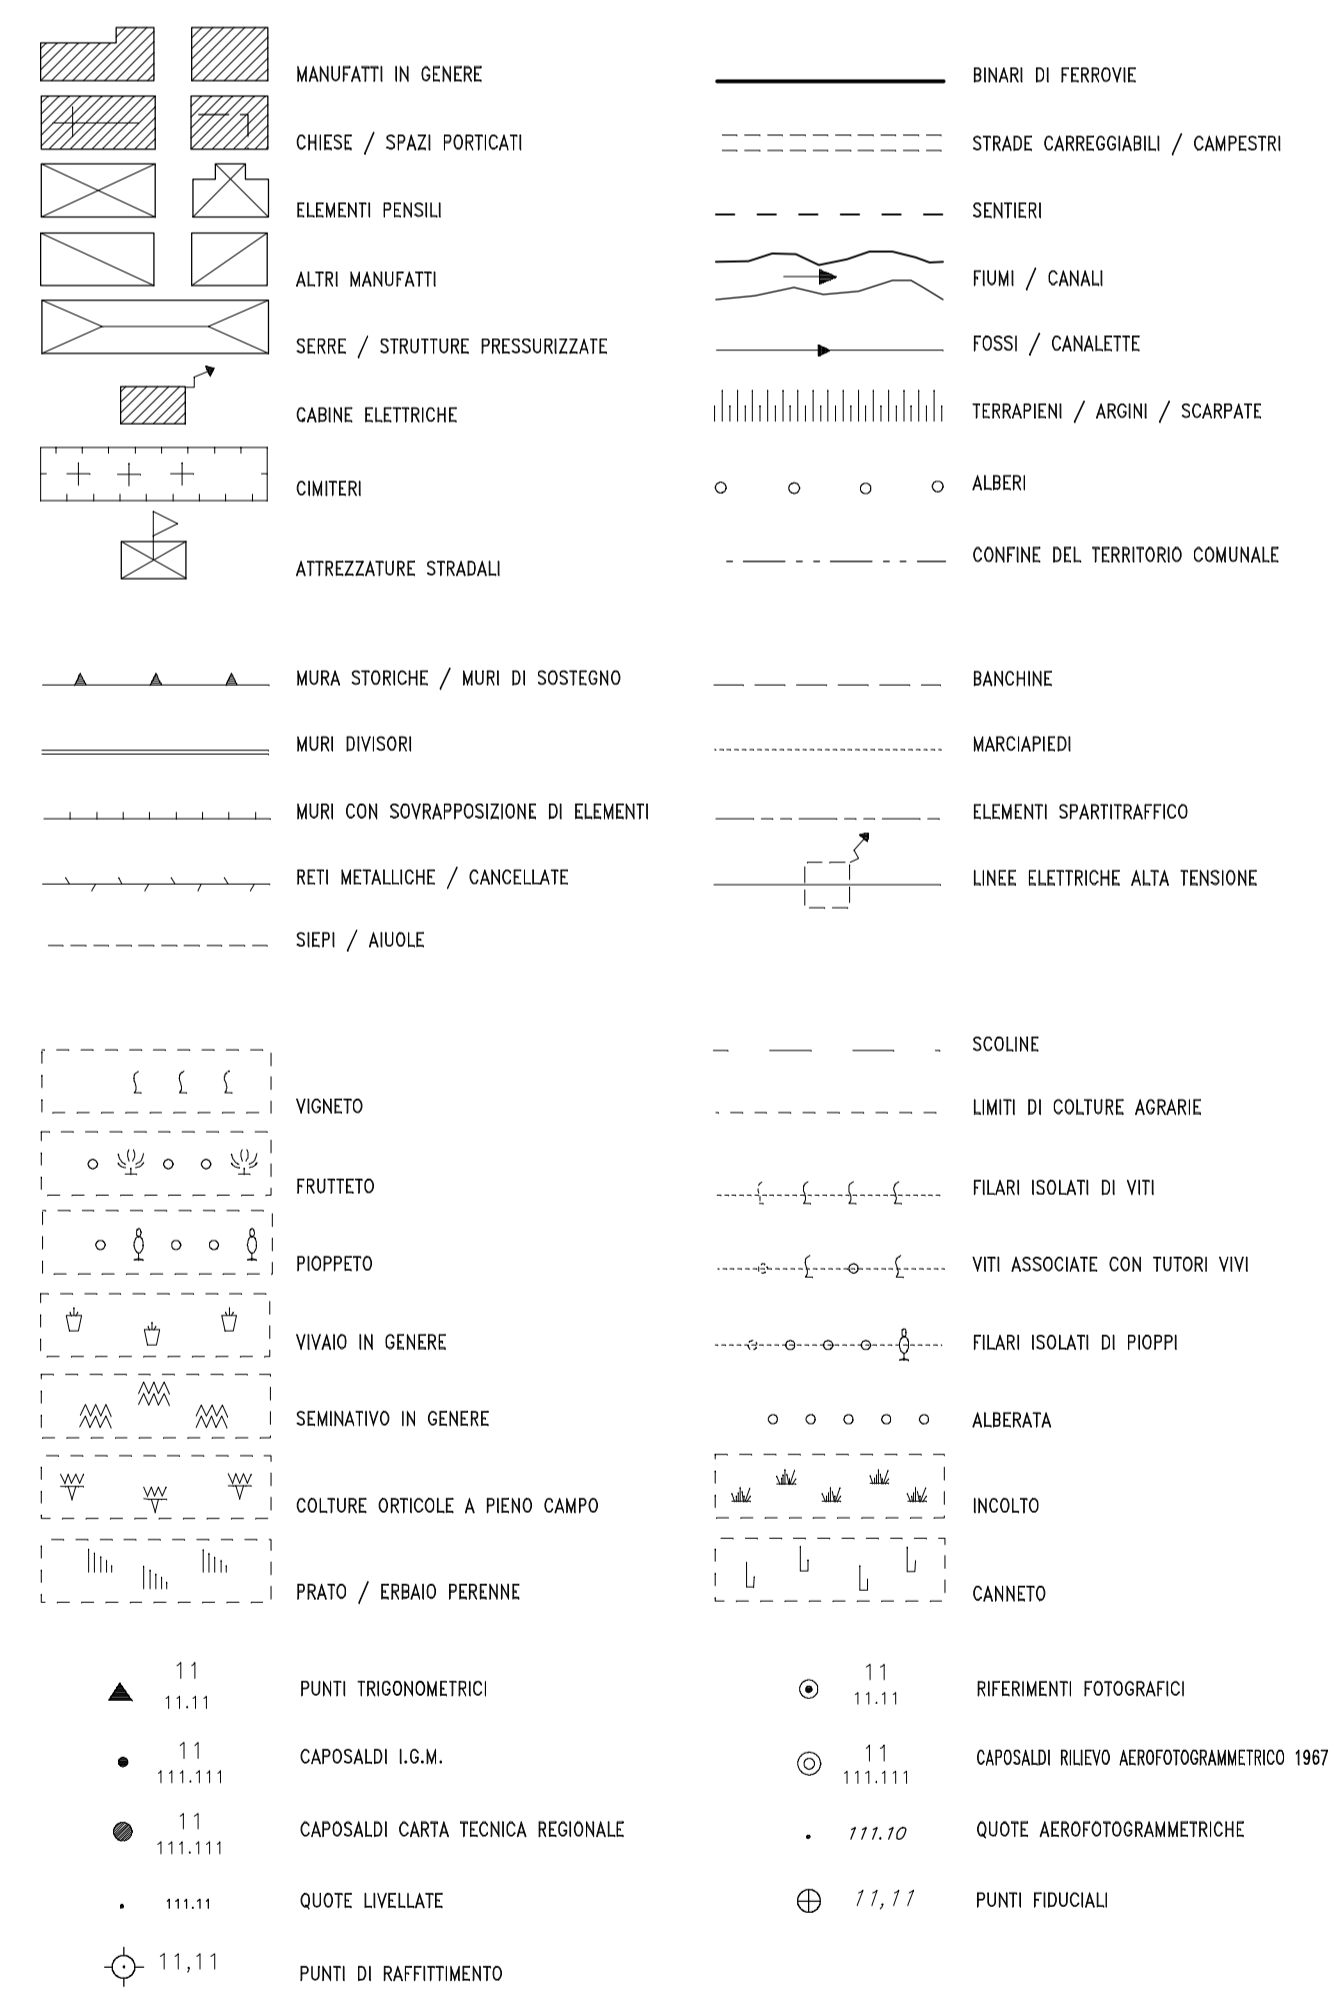 MANUFATTI IN GENERE
CHIESE / SPAZI PORTICATI
ELEMENTI PENSILI
ALTRI MANUFATTI
SERRE / STRUTTURE PRESSURIZZATE
CABINE ELETTRICHE
CIMITERI
ATTREZZATURE STRADALI
BINARI DI FERROVIE
STRADE CARREGGIABILI / CAMPESTRI
SENTIERI
FIUMI / CANALI
FOSSI / CANALETTE
TERRAPIENI / ARGINI / SCARPATE
ALBERI
CONFINE DEL TERRITORIO COMUNALE
MURA STORICHE / MURI DI SOSTEGNO
MURI DIVISORI
MURI CON SOVRAPPOSIZIONE DI ELEMENTI
RETI METALLICHE / CANCELLATE
SIEPI / AIUOLE
BANCHINE
MARCIAPIEDI
ELEMENTI SPARTITRAFFICO
LINEE ELETTRICHE ALTA TENSIONE
VIGNETO
FRUTTETO
PIOPPETO
VIVAIO IN GENERE
SEMINATIVO IN GENERE
COLTURE ORTICOLE A PIENO CAMPO
PRATO / ERBAIO PERENNE
SCOLINE
LIMITI DI COLTURE AGRARIE
FILARI ISOLATI DI VITI
VITI ASSOCIATE CON TUTORI VIVI
FILARI ISOLATI DI PIOPPI
ALBERATA
INCOLTO
CANNETO
11
11.11
PUNTI TRIGONOMETRICI
11
111.111
CAPOSALDI I.G.M.
11
111.111
CAPOSALDI CARTA TECNICA REGIONALE
111.11
QUOTE LIVELLATE
11,11
PUNTI DI RAFFITTIMENTO
11
11.11
RIFERIMENTI FOTOGRAFICI
11
111.111
CAPOSALDI RILIEVO AEROFOTOGRAMMETRICO 1967
111.10
QUOTE AEROFOTOGRAMMETRICHE
11,11
PUNTI FIDUCIALI